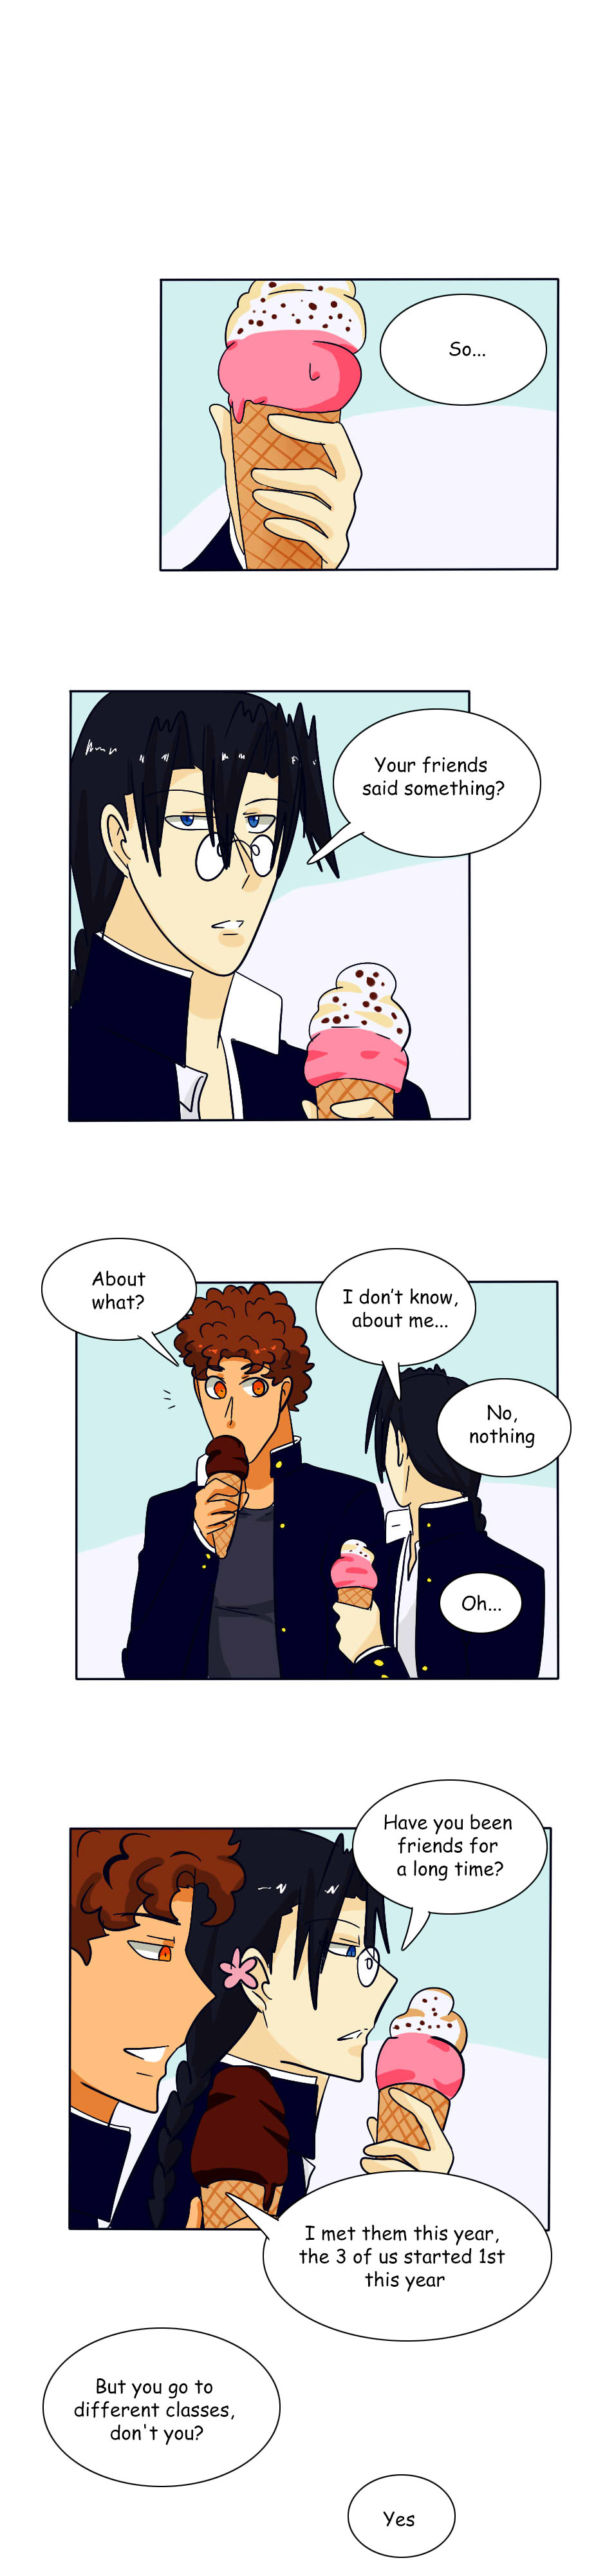 So...
Your friends
said something?
About
what?
I don't know,
about me...
No,
nothing
Oh...
Have you been
friends for
a long time?
I met them this year,
the 3 of us started 1st
this year
But you go to
different classes,
don't you?
Yes